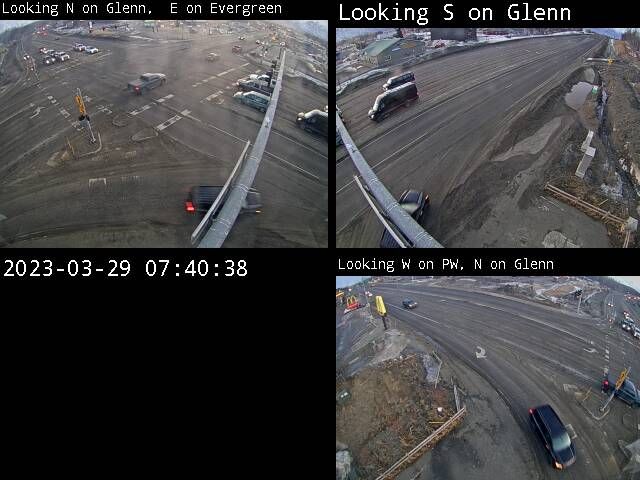 Looking N on Glenn,  E on Evergreen
Looking S on Glenn
2023-03-29 07:40:38
Looking W on PW, N on Glenn